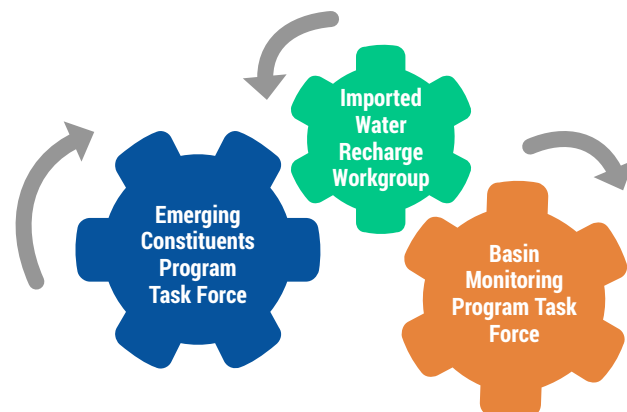 Imported
Water
Recharge
Workgroup
Emerging
Constituents
Program
Task Force
Basin
Monitoring
Program Task
Force